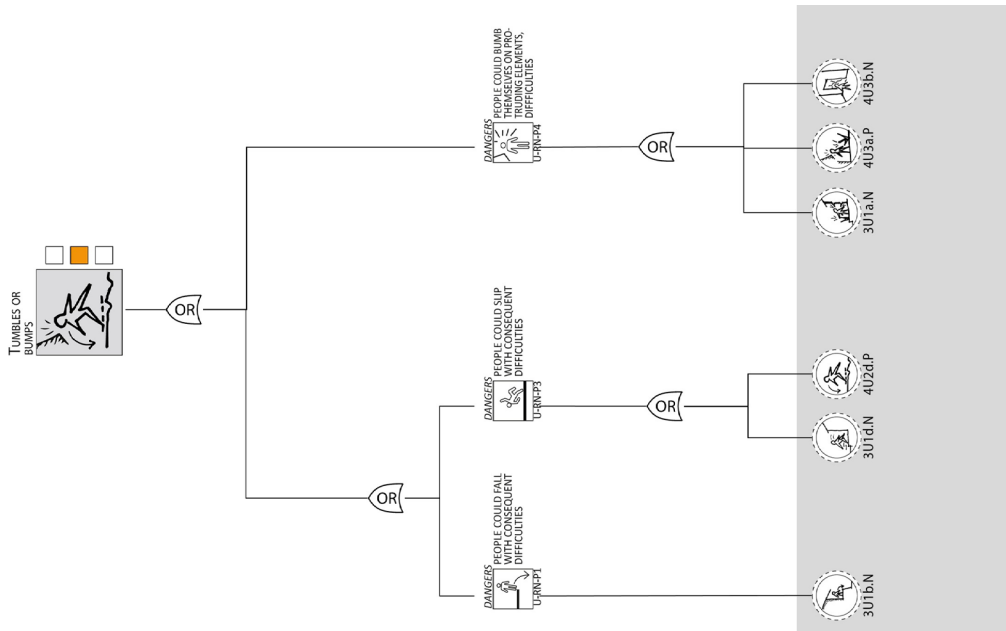 TUMBLES OR
BUMPS
OR
DANGERS
PEOPLE COULD BUMB
THEMSELVES ON PRO-
TRUDING ELEMENTS,
DIFFFICULTIES
U-RN-P4
OR
4U3b.N
4U3a.P
3U1a.N
OR
DANGERS
PEOPLE COULD SLIP
WITH CONSEQUENT
DIFFICULTIES
U-RN-P3
OR
4U2d.P
3U1d.N
DANGERS
PEOPLE COULD FALL
WITH CONSEQUENT
DIFFICULTIES
U-RN-P1
3U1b.N